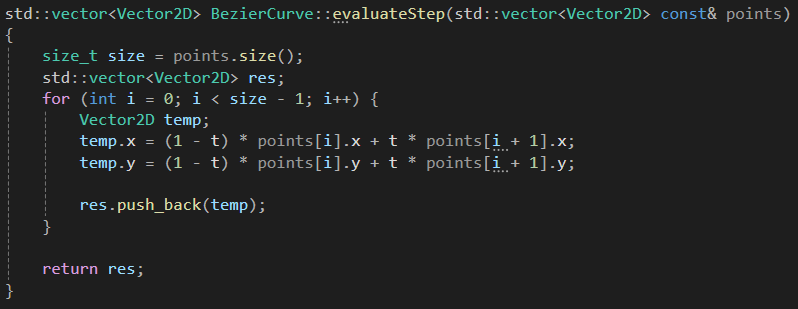 std::vector<Vector2D> BezierCurve::evaluateStep(std::vector<Vector2D> const& points)
{
    size_t size = points.size();
    std::vector<Vector2D> res;
    for (int i = 0; i < size - 1; i++) {
        Vector2D temp;
        temp.x = (1 - t) * points[i].x + t * points[i + 1].x;
        temp.y = (1 - t) * points[i].y + t * points[i + 1].y;

        res.push_back(temp);
    }

    return res;
}